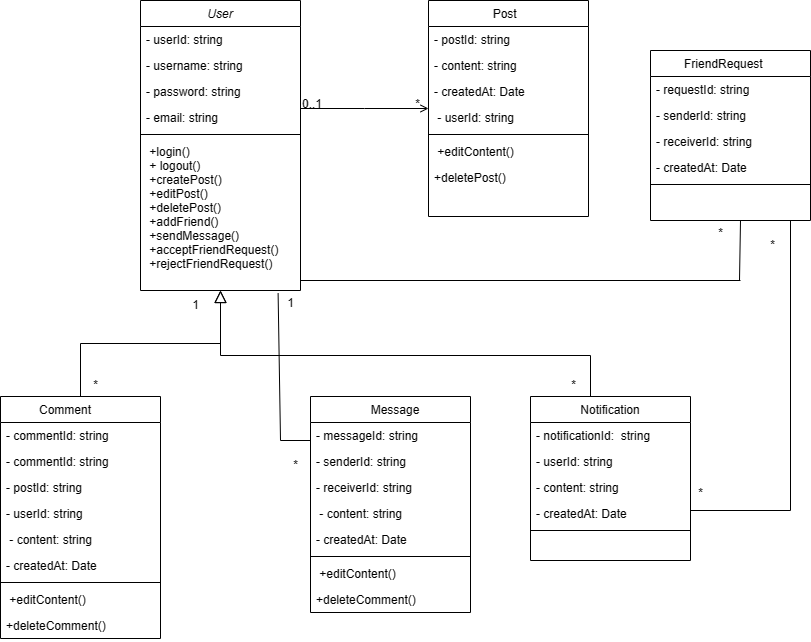 User
- userId: string
- username: string
- password: string
- email: string
+login()
+ logout()
+createPost()
+editPost()
+deletePost()
+addFriend()
+sendMessage()
+acceptFriendRequest()
+rejectFriendRequest()
0..1
*
Post
- postId: string
- content: string
- createdAt: Date
- userId: string
+editContent()
+deletePost()
FriendRequest
- requestId: string
- senderId: string
- receiverId: string
- createdAt: Date
*
*
1
1
*
*
Comment
- commentId: string
- commentId: string
- postId: string
- userId: string
- content: string
- createdAt: Date
+editContent()
+deleteComment()
*
Message
- messageId: string
- senderId: string
- receiverId: string
- content: string
- createdAt: Date
+editContent()
+deleteComment()
Notification
- notificationId:  string
- userId: string
- content: string
- createdAt: Date
*